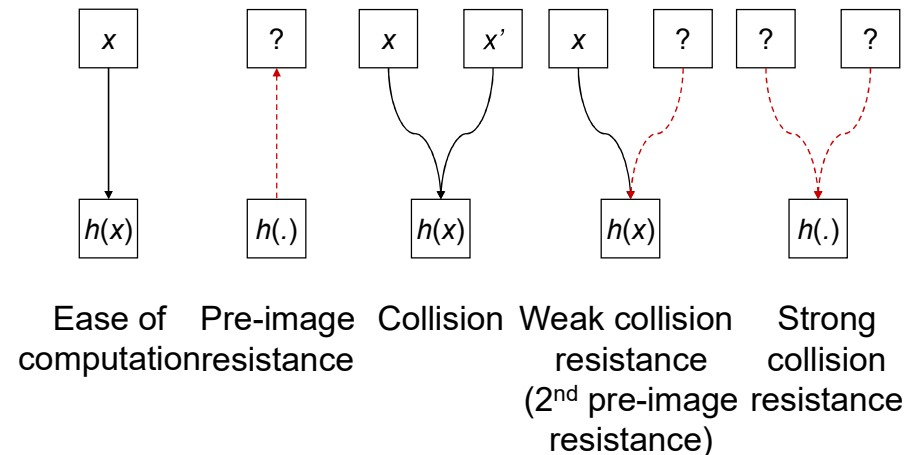 x
?
x
x’
x
?
?
?
h(x)
h(.)
h(x)
h(x)
h(.)
Ease of
computation
Pre-image
resistance
Collision
Weak collision
resistance
(2nd pre-image
resistance)
Strong
collision
resistance